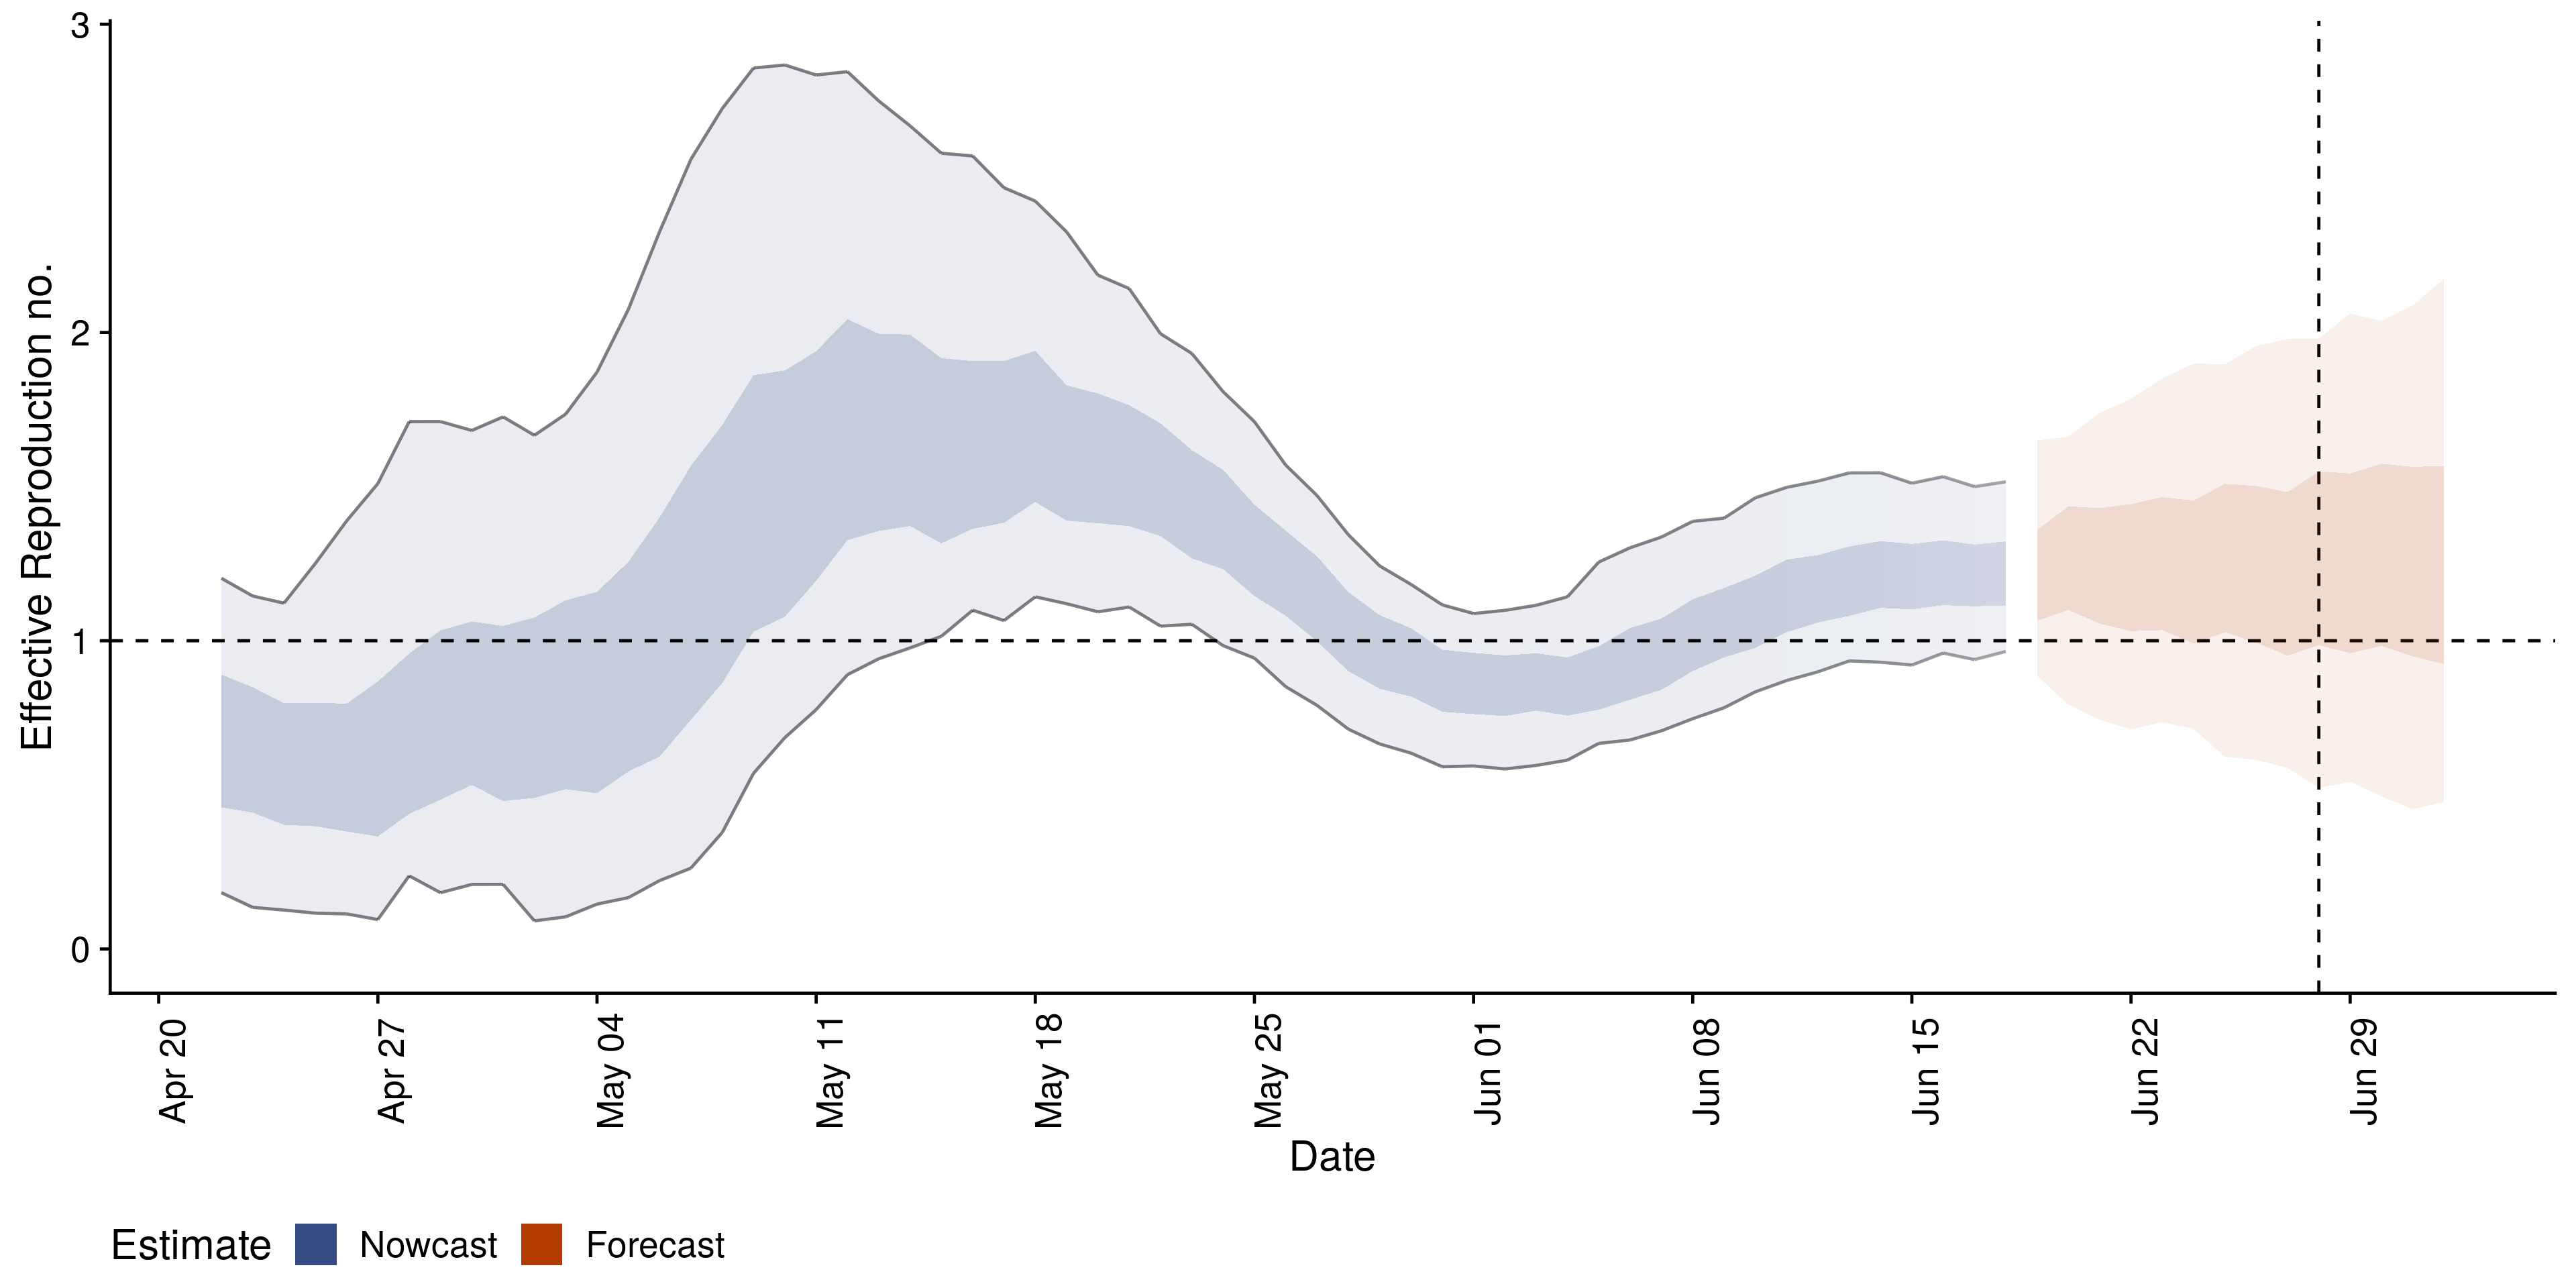 Effective Reproduction no.
3
2
1
0
Apr 20
Apr 27
May 04
May 11
May 18
May 25
Jun 01
Jun 08
Jun 15
Jun 22
Jun 29
Date
Estimate Nowcast Forecast